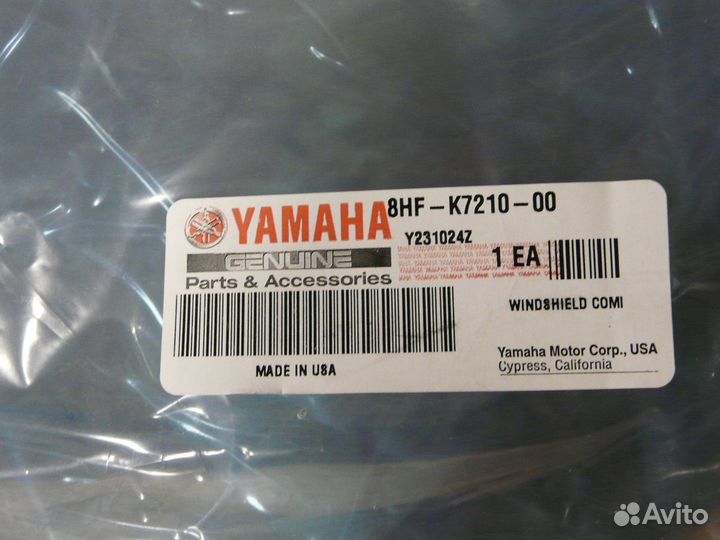 YAMAHA 8HF-K7210-00
GENUINE Y231024Z 1 EA
Parts & Accessories
WINDSHIELD COMI
MADE IN USA
Yamaha Motor Corp., USA
Cypress, California
Avito